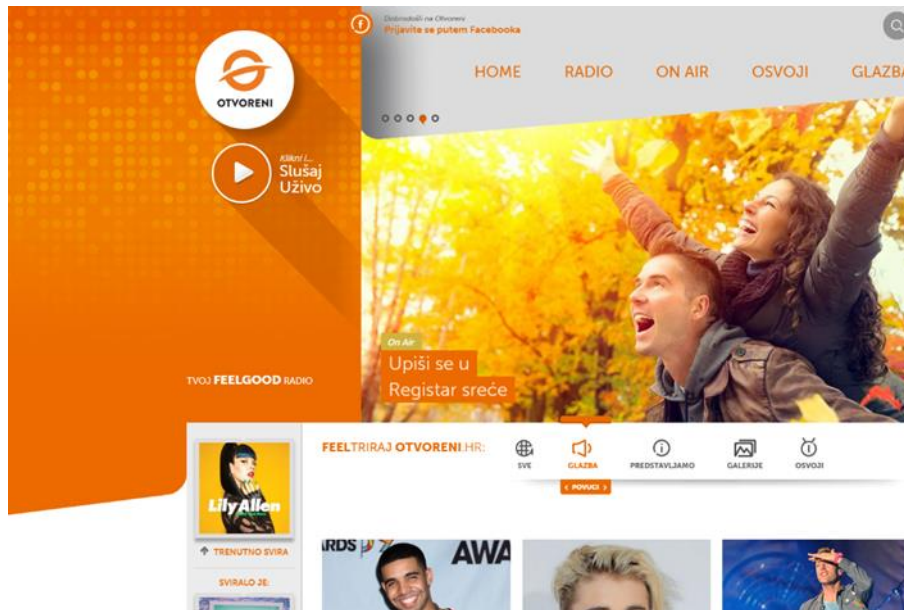 Dobrodošli na Otvoreni
Prijavite se putem Facebooka
HOME RADIO ON AIR OSVOJI GLAZBA
OTVORENI
Klikni i...
Slušaj
Uživo
On Air
Upiši se u
Registar sreće
TVOJ FEELGOOD RADIO
FEELTRIRAJ OTVORENI.HR:
SVE GLAZBA PREDSTAVLJAMO GALERIJE OSVOJI
< POVUCI >
Lily Allen
TRENUTNO SVIRA
SVIRALO JE:
ARDS
AWA